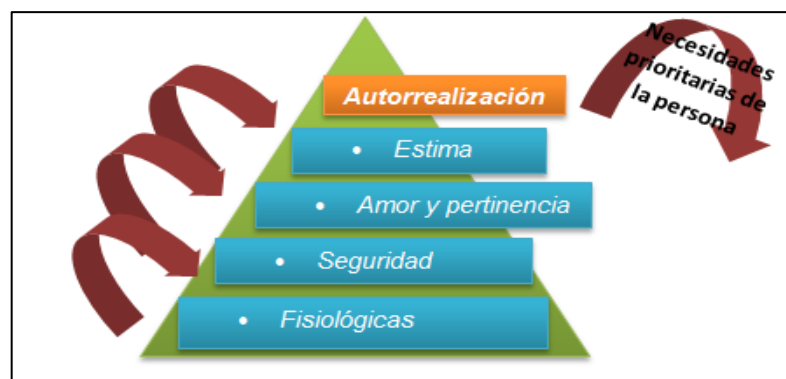 Autorrealización
• Estima
• Amor y pertinencia
• Seguridad
• Fisiológicas
Necesidades
prioritarias de
la persona